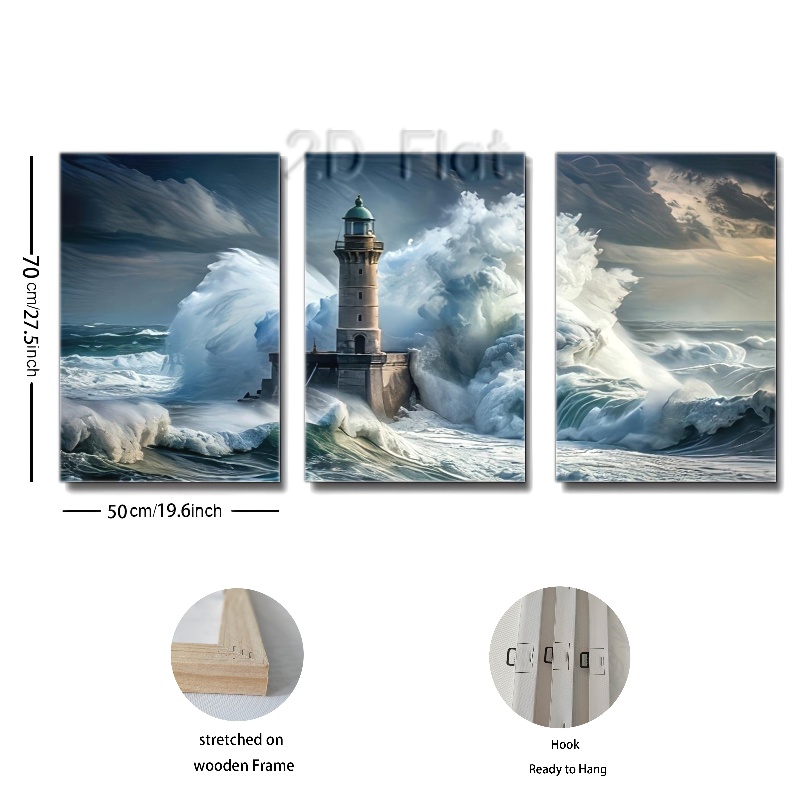 2D Flat
70 cm/27.5inch
50 cm/19.6inch
stretched on
wooden Frame
Hook
Ready to Hang